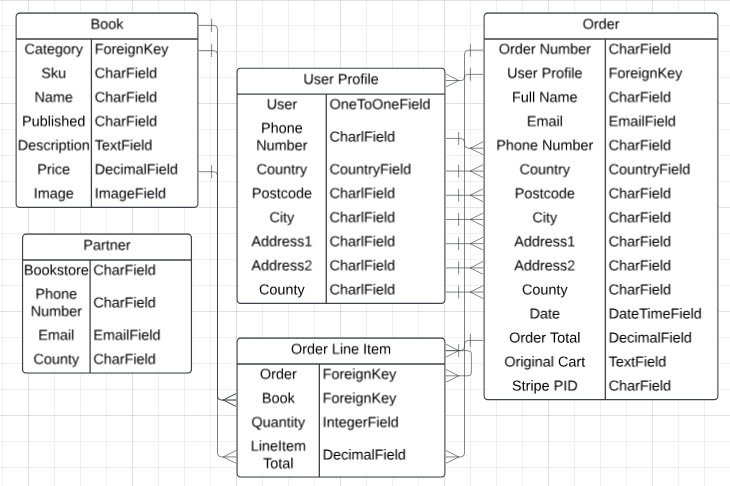 Book
Category ForeignKey
Sku CharField
Name CharField
Published CharField
Description TextField
Price DecimalField
Image ImageField
Partner
Bookstore CharField
Phone Number CharField
Email EmailField
County CharField
User Profile
User OneToOneField
Phone Number CharlField
Country CountryField
Postcode CharlField
City CharlField
Address1 CharlField
Address2 CharlField
County CharlField
Order Line Item
Order ForeignKey
Book ForeignKey
Quantity IntegerField
LineItem Total DecimalField
Order
Order Number CharField
User Profile ForeignKey
Full Name CharField
Email EmailField
Phone Number CharField
Country CountryField
Postcode CharField
City CharField
Address1 CharField
Address2 CharField
County CharField
Date DateTimeField
Order Total DecimalField
Original Cart TextField
Stripe PID CharField